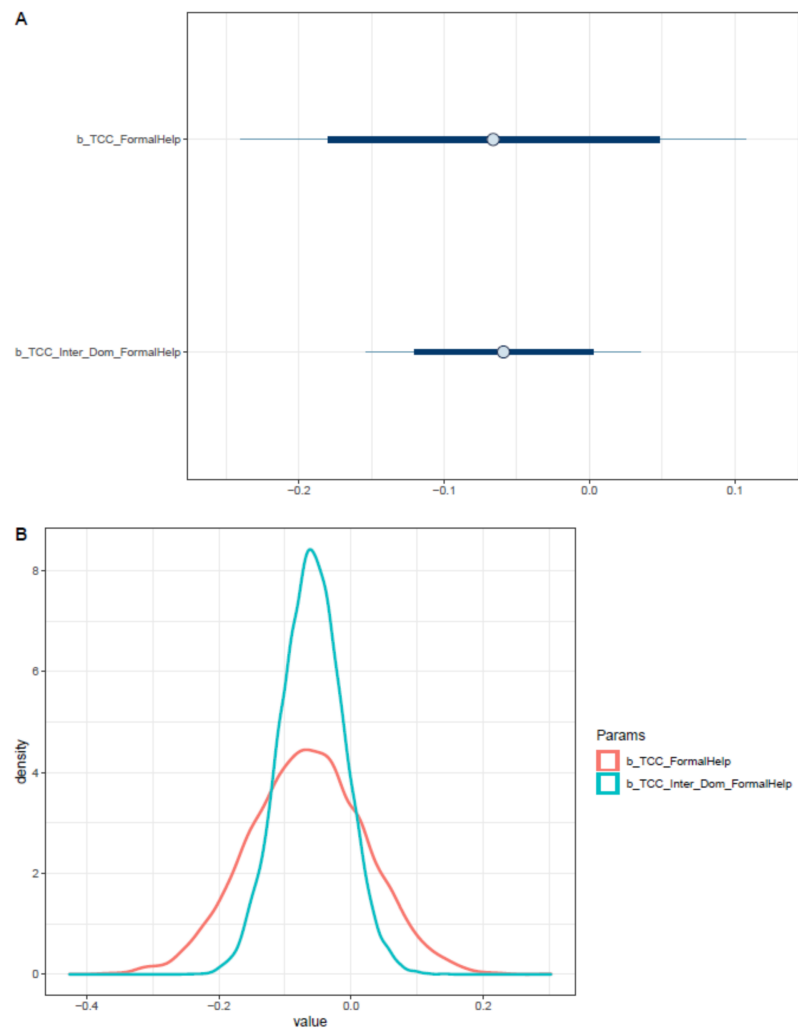 A
b_TCC_FormalHelp
b_TCC_Inter_Dom_FormalHelp
−0.2 −0.1 0.0 0.1
B
8
6
4
2
0
density
−0.4 −0.2 0.0 0.2
value
Params
b_TCC_FormalHelp
b_TCC_Inter_Dom_FormalHelp